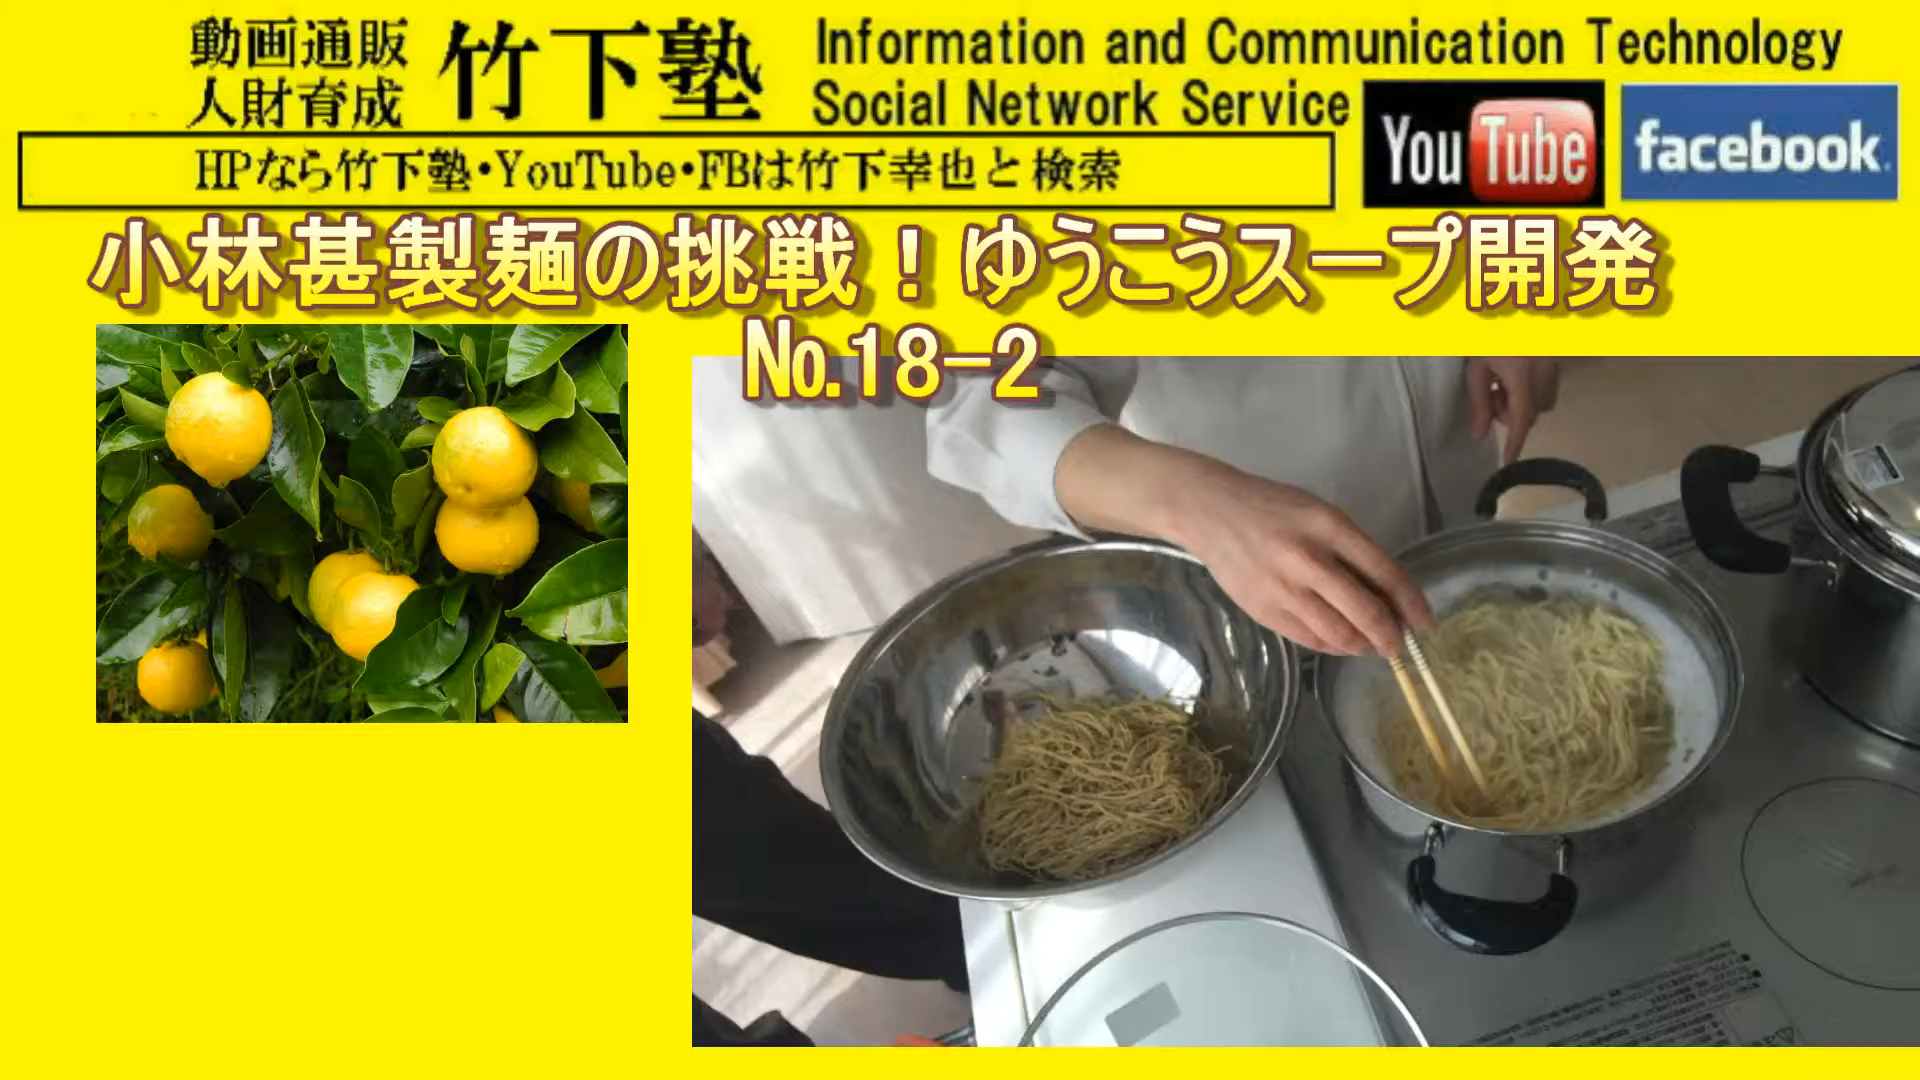 動画通販
人財育成
竹下塾
Information and Communication Technology
Social Network Service
YouTube
facebook
HPなら竹下塾・YouTube・FBは竹下幸也と検索
小林甚製麺の挑戦！ゆうこうスープ開発
№18-2